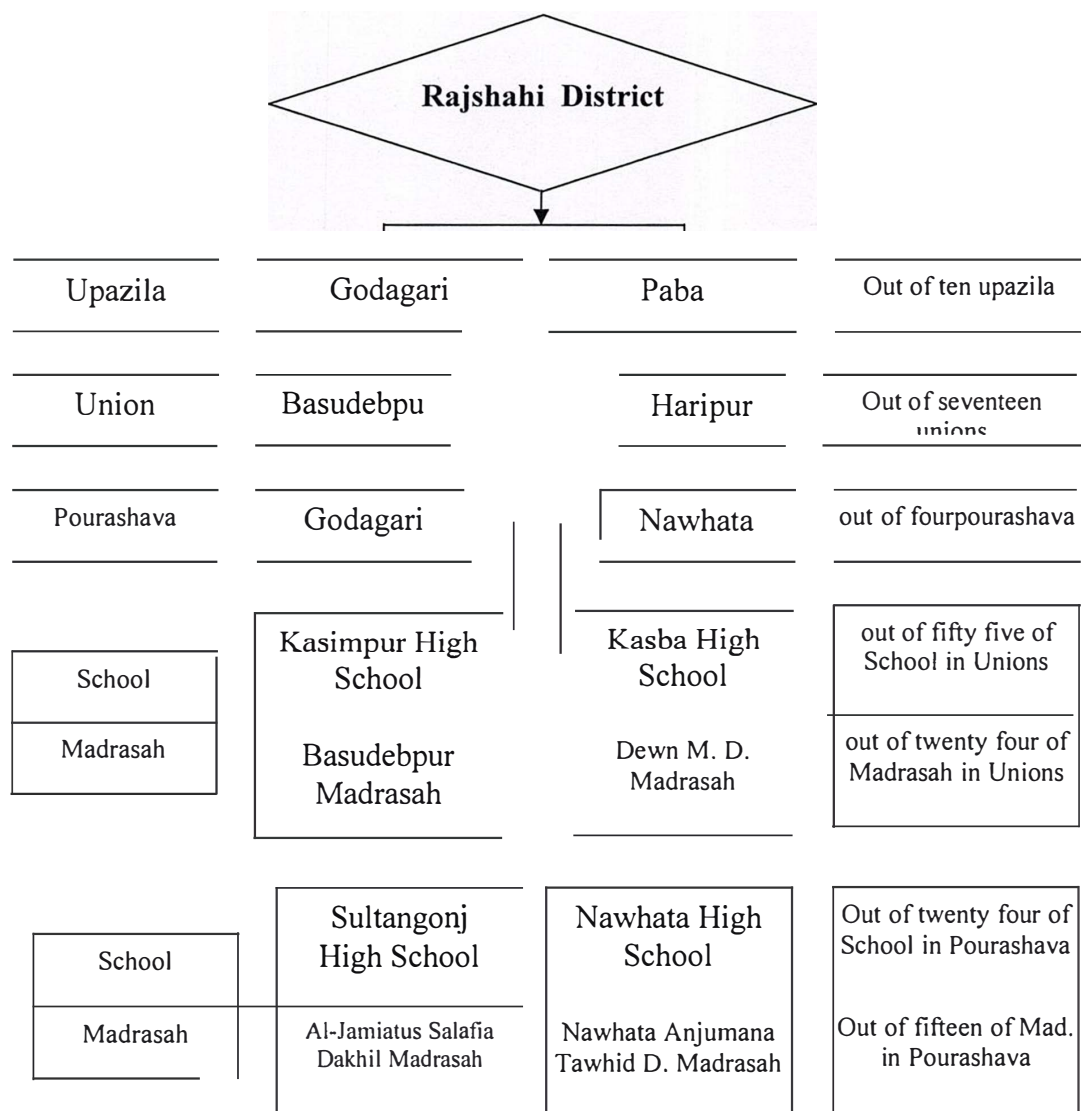 Rajshahi District
Upazila
Godagari
Paba
Out of ten upazila
Union
Basudebpu
Haripur
Out of seventeen
unions
Pourashava
Godagari
Nawhata
out of fourpourashava
School
Madrasah
Kasimpur High
School
Basudebpur
Madrasah
Kasba High
School
Dewn M. D.
Madrasah
out of fifty five of
School in Unions
out of twenty four of
Madrasah in Unions
School
Madrasah
Sultangonj
High School
Al-Jamiatus Salafia
Dakhil Madrasah
Nawhata High
School
Nawhata Anjumana
Tawhid D. Madrasah
Out of twenty four of
School in Pourashava
Out of fifteen of Mad.
in Pourashava